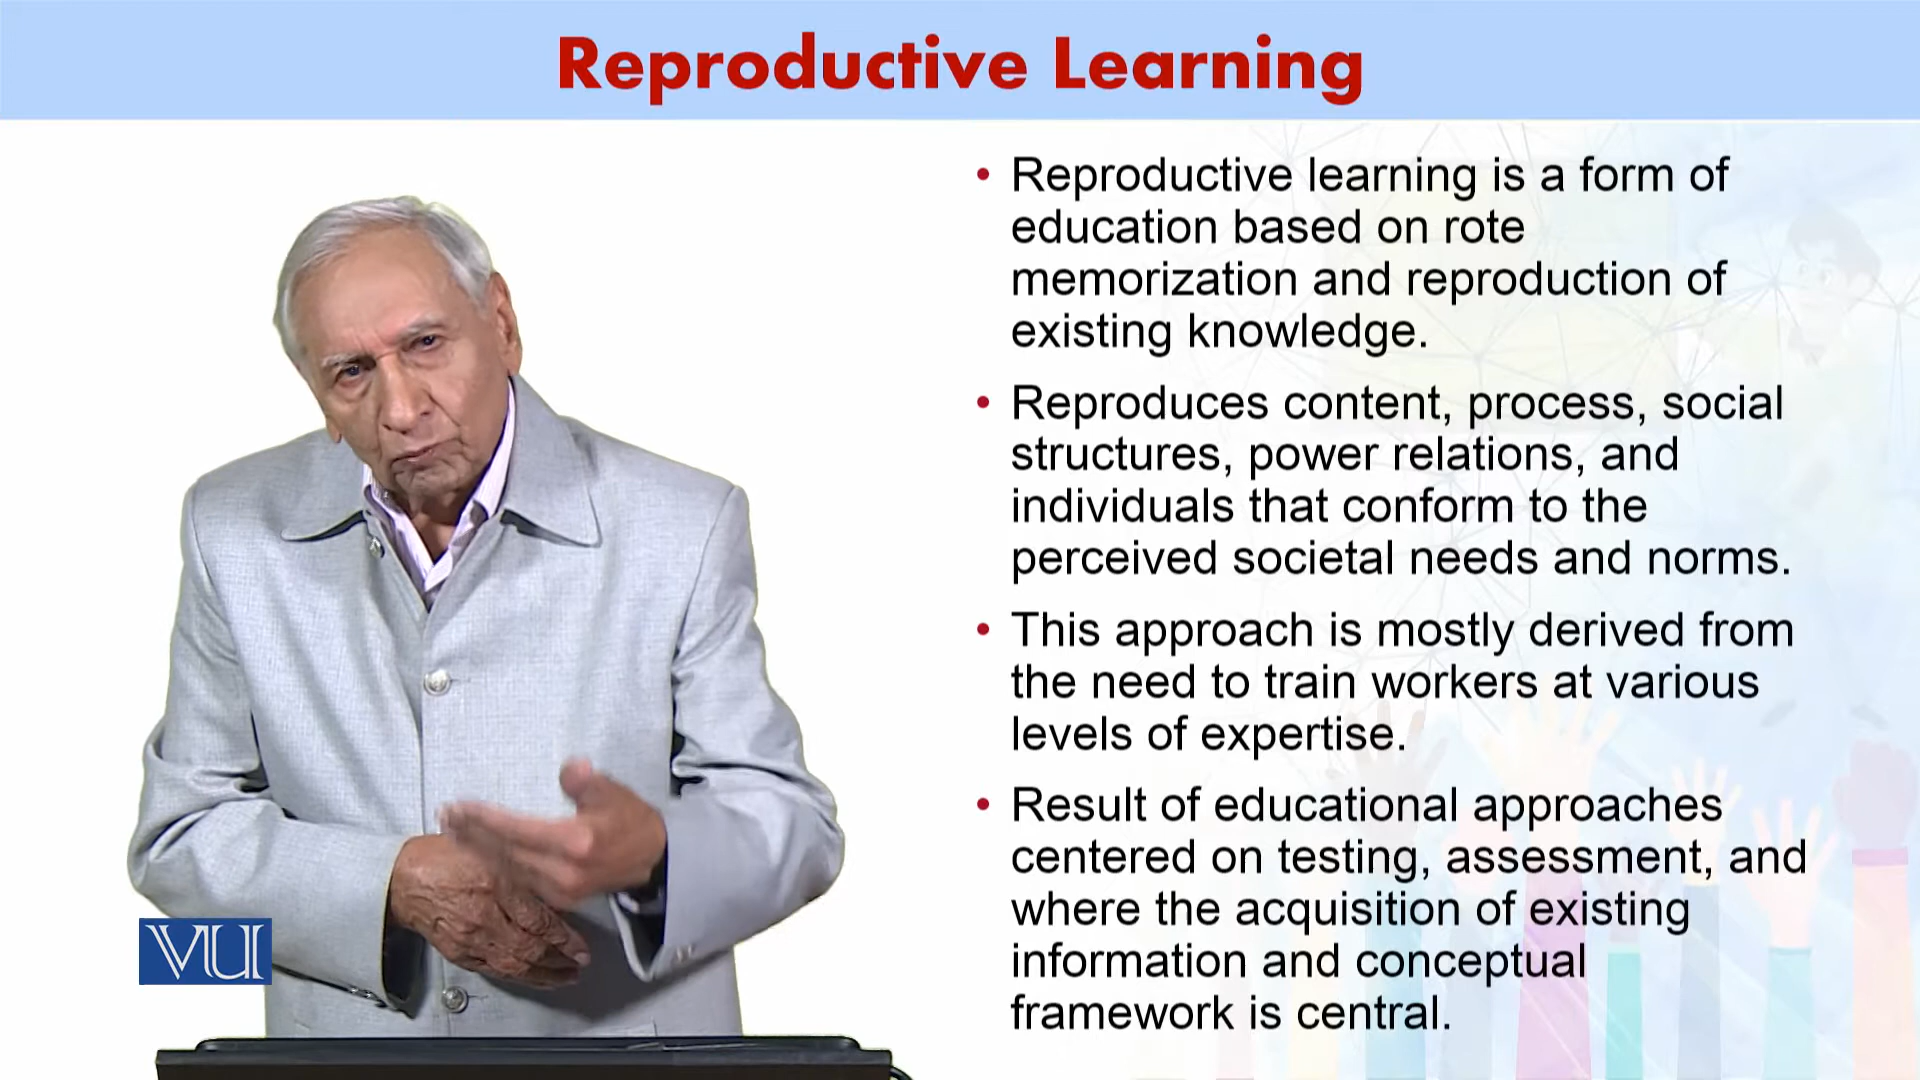 Reproductive Learning
• Reproductive learning is a form of
education based on rote
memorization and reproduction of
existing knowledge.
• Reproduces content, process, social
structures, power relations, and
individuals that conform to the
perceived societal needs and norms.
• This approach is mostly derived from
the need to train workers at various
levels of expertise.
• Result of educational approaches
centered on testing, assessment, and
where the acquisition of existing
information and conceptual
framework is central.
VU